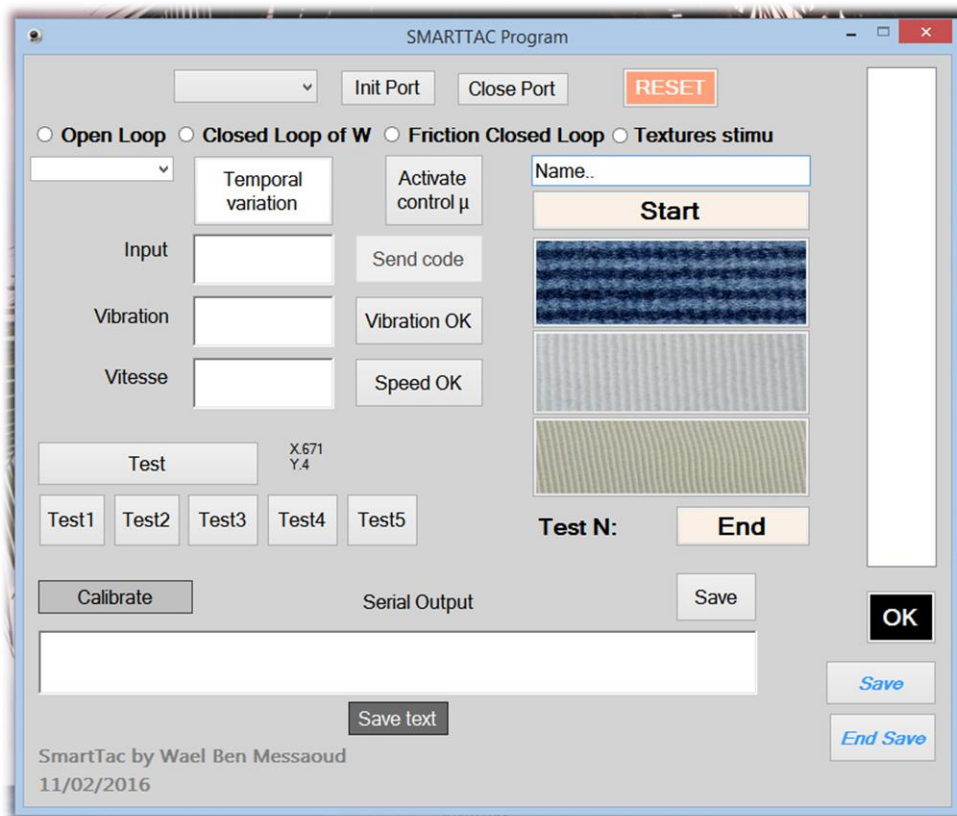 SMARTTAC Program
Init Port
Close Port
RESET
Open Loop
Closed Loop of W
Friction Closed Loop
Textures stimu
Temporal
variation
Activate
control µ
Name..
Start
Input
Send code
Vibration
Vibration OK
Vitesse
Speed OK
Test
X.671
Y.4
Test1
Test2
Test3
Test4
Test5
Test N:
End
Calibrate
Serial Output
Save
OK
Save
Save text
End Save
SmartTac by Wael Ben Messaoud
11/02/2016